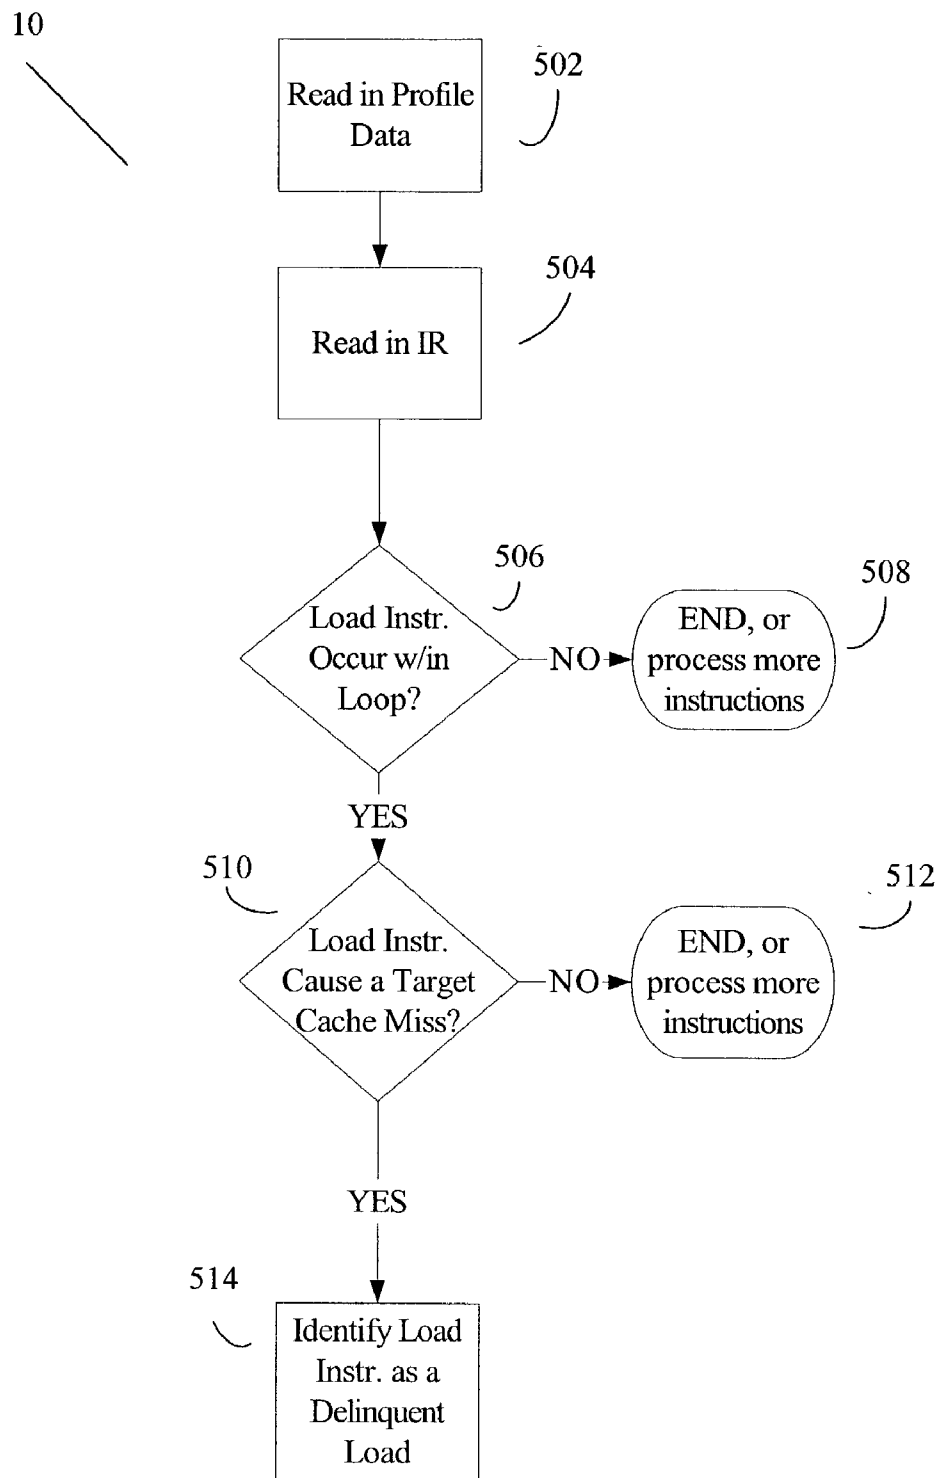 10
502
Read in Profile
Data
504
Read in IR
506
Load Instr.
Occur w/in
Loop?
NO
508
END, or
process more
instructions
YES
510
Load Instr.
Cause a Target
Cache Miss?
NO
512
END, or
process more
instructions
YES
514
Identify Load
Instr. as a
Delinquent
Load